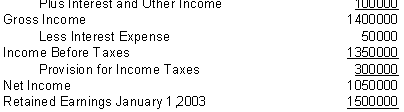 Plus Interest and Other Income 100000
Gross Income 1400000
Less Interest Expense 50000
Income Before Taxes 1350000
Provision for Income Taxes 300000
Net Income 1050000
Retained Earnings January 1,2003 1500000